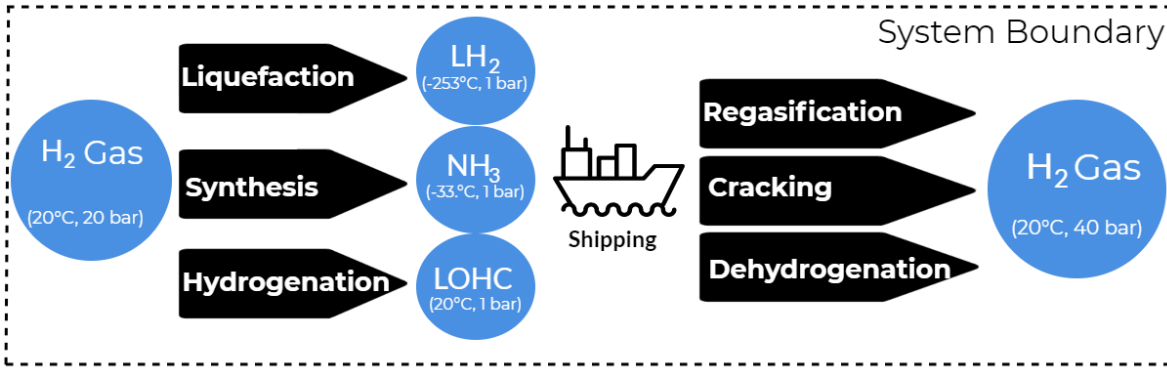 System Boundary
H₂ Gas
(20°C, 20 bar)
Liquefaction
Synthesis
Hydrogenation
LH₂
(-253°C, 1 bar)
NH₃
(-33.°C, 1 bar)
LOHC
(20°C, 1 bar)
Shipping
Regasification
Cracking
Dehydrogenation
H₂ Gas
(20°C, 40 bar)